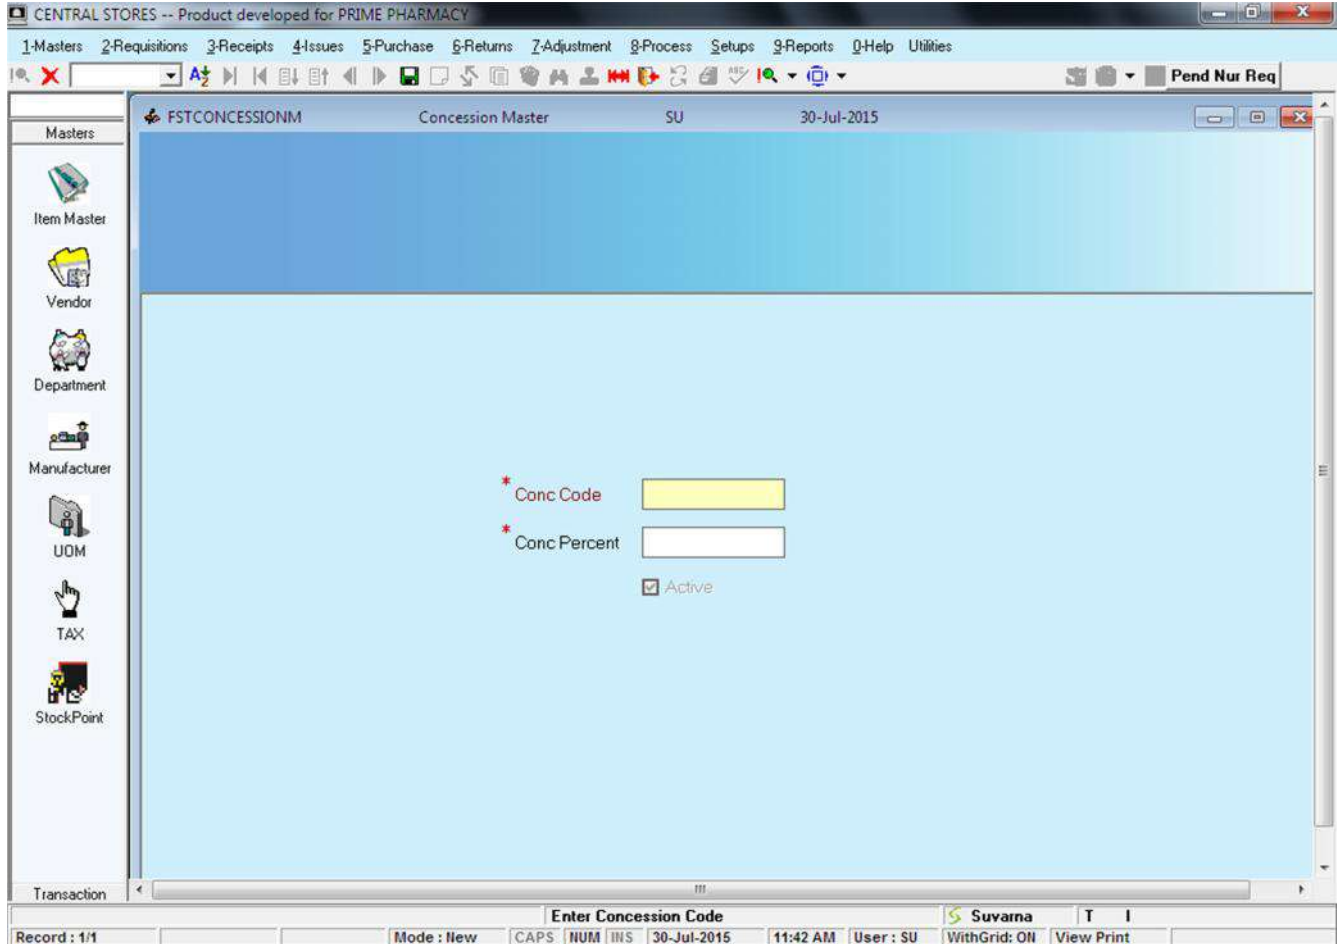 CENTRAL STORES -- Product developed for PRIME PHARMACY
1-Masters 2-Requisitions 3-Receipts 4-Issues 5-Purchase 6-Returns 7-Adjustment 8-Process Setups 9-Reports 0-Help Utilities
Pend Nur Req
FSTCONCESSIONM Concession Master SU 30-Jul-2015
Masters
Item Master
Vendor
Department
Manufacturer
UOM
TAX
StockPoint
Transaction
* Conc Code
* Conc Percent
Active
Enter Concession Code Suvarna T I
Record : 1/1 Mode : New CAPS NUM INS 30-Jul-2015 11:42 AM User : SU WithGrid: ON View Print